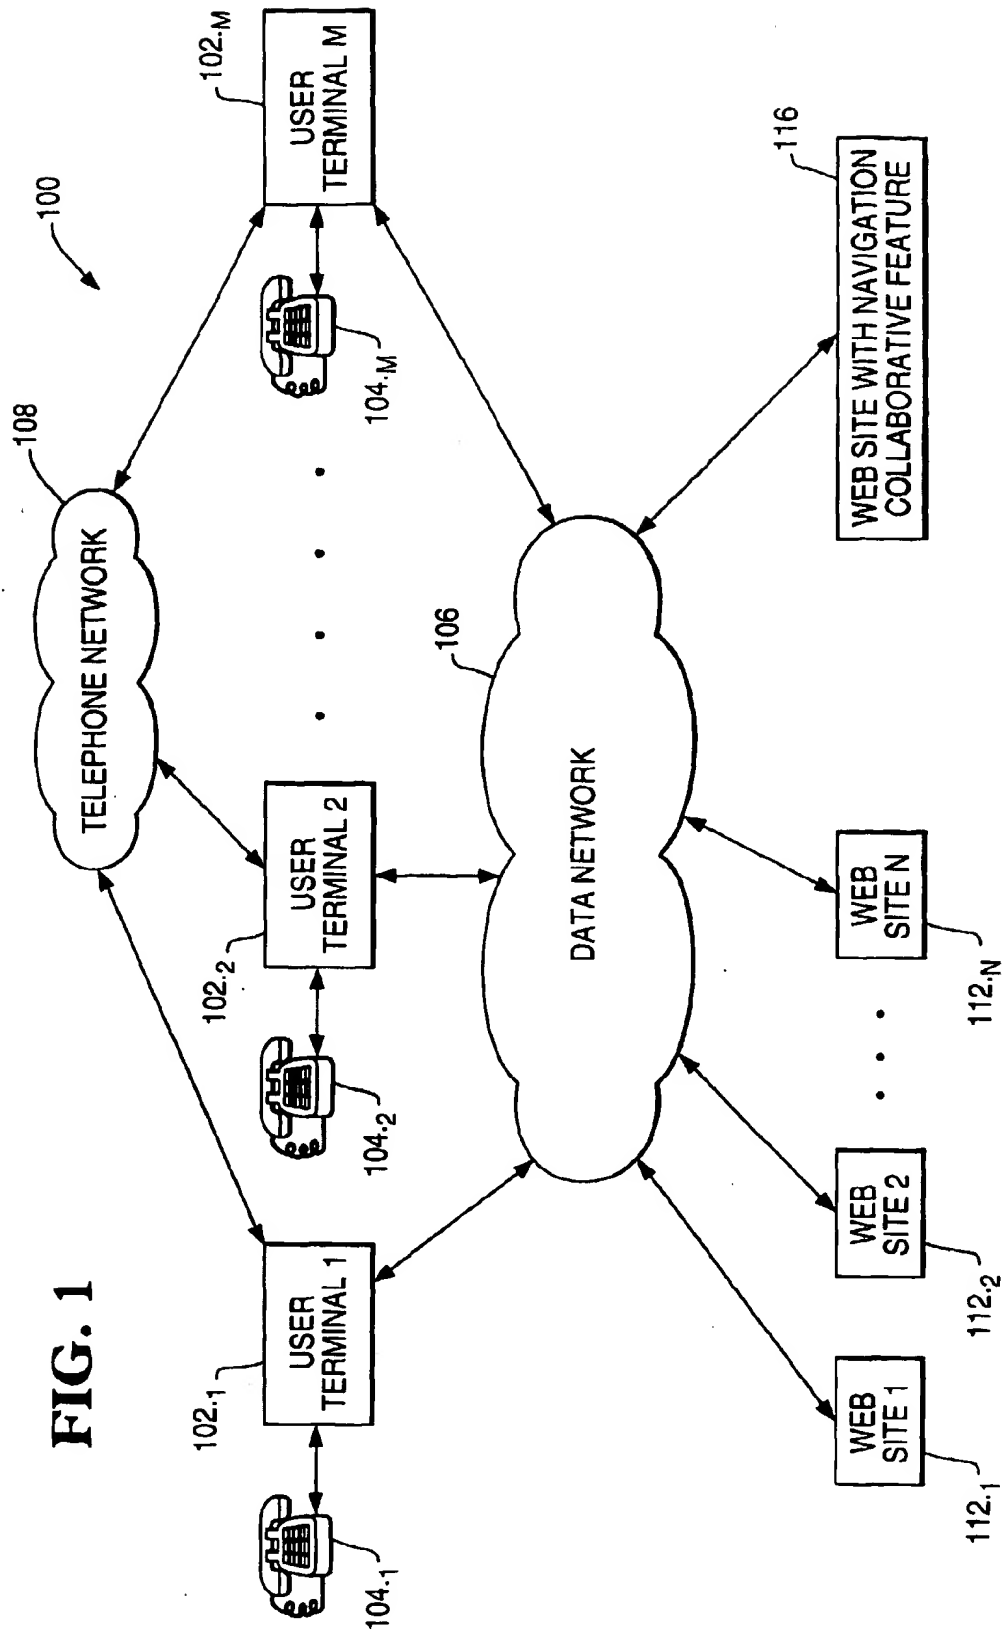 FIG. 1
100
108
TELEPHONE NETWORK
102.1
USER
TERMINAL 1
104.1
102.2
USER
TERMINAL 2
104.2
102.M
USER
TERMINAL M
104.M
106
DATA NETWORK
WEB
SITE 1
112.1
WEB
SITE 2
112.2
WEB
SITE N
112.N
116
WEB SITE WITH NAVIGATION
COLLABORATIVE FEATURE